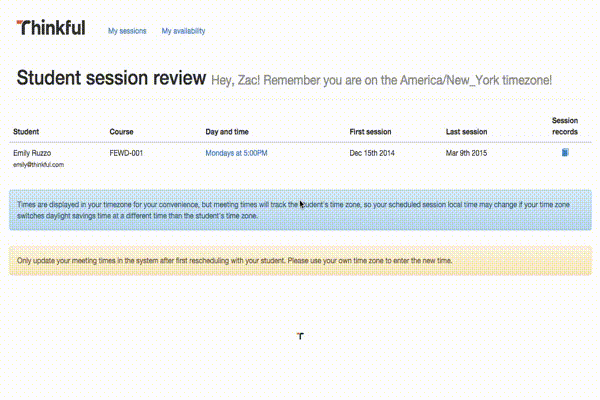 Thinkful My sessions My availability
Student session review Hey, Zac! Remember you are on the America/New_York timezone!
Student Course Day and time First session Last session Session records
Emily Ruzzo FEWD-001 Mondays at 5:00PM Dec 15th 2014 Mar 9th 2015
emily@thinkful.com
Times are displayed in your timezone for your convenience, but meeting times will track the student's time zone, so your scheduled session local time may change if your time zone
switches daylight savings time at a different time than the student's time zone.
Only update your meeting times in the system after first rescheduling with your student. Please use your own time zone to enter the new time.